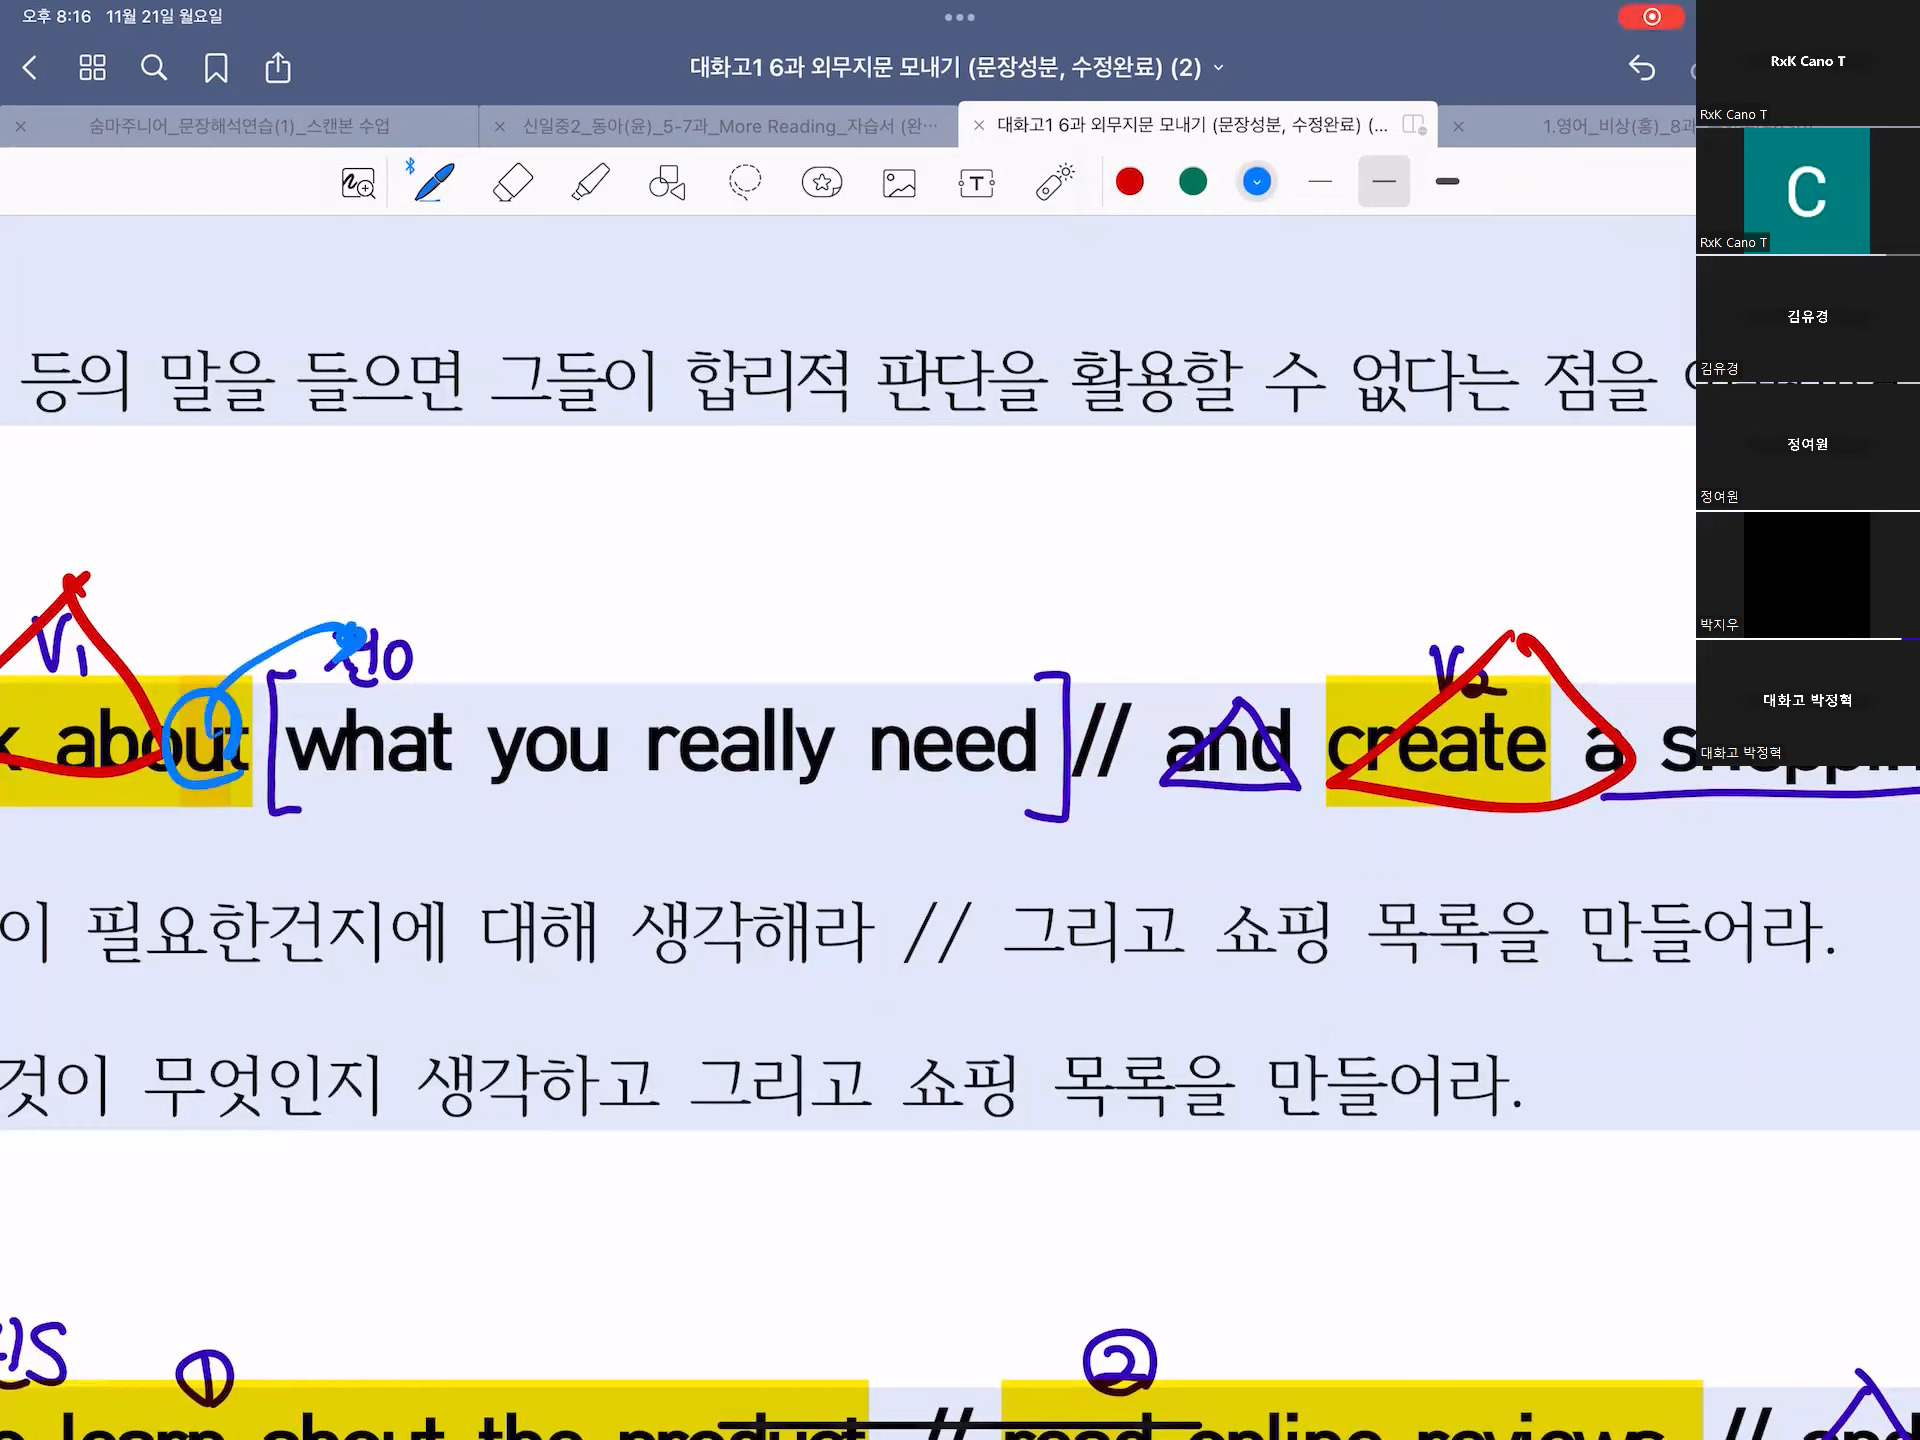 오후 8:16 11월 21일 월요일
대화고1 6과 외무지문 모내기 (문장성분, 수정완료) (2)
숨마주니어_문장해석연습(1)_스캔본 수업
신일중2_동아(윤)_5-7과_More Reading_자습서 (완…
대화고1 6과 외무지문 모내기 (문장성분, 수정완료) (...
1.영어_비상(홍)_8과
T
RxK Cano T
RxK Cano T
C
RxK Cano T
김유경
김유경
정여원
정여원
박지우
대화고 박정혁
대화고 박정혁
등의 말을 들으면 그들이 합리적 판단을 활용할 수 없다는 점을
V1 전O V2
about [what you really need] // and create a
이 필요한건지에 대해 생각해라 // 그리고 쇼핑 목록을 만들어라.
것이 무엇인지 생각하고 그리고 쇼핑 목록을 만들어라.
① ②
learn about the product // read online reviews // and